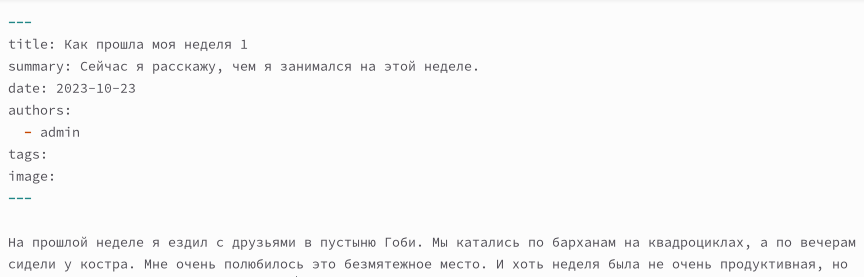 ---
title: Как прошла моя неделя 1
summary: Сейчас я расскажу, чем я занимался на этой неделе.
date: 2023-10-23
authors:
  - admin
tags:
image:
---
На прошлой неделе я ездил с друзьями в пустыню Гоби. Мы катались по барханам на квадроциклах, а по вечерам
сидели у костра. Мне очень полюбилось это безмятежное место. И хоть неделя была не очень продуктивная, но